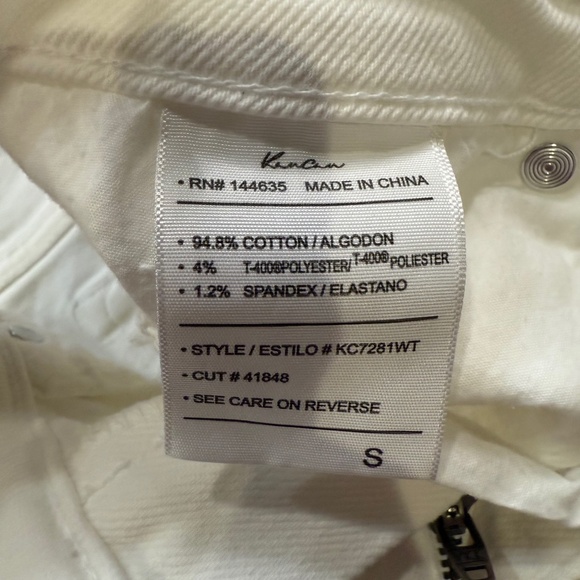 KanCan
• RN# 144635 MADE IN CHINA
• 94.8% COTTON / ALGODON
• 4% T-400®POLYESTER/ T-400® POLIESTER
• 1.2% SPANDEX / ELASTANO
• STYLE / ESTILO # KC7281WT
• CUT # 41848
• SEE CARE ON REVERSE
S